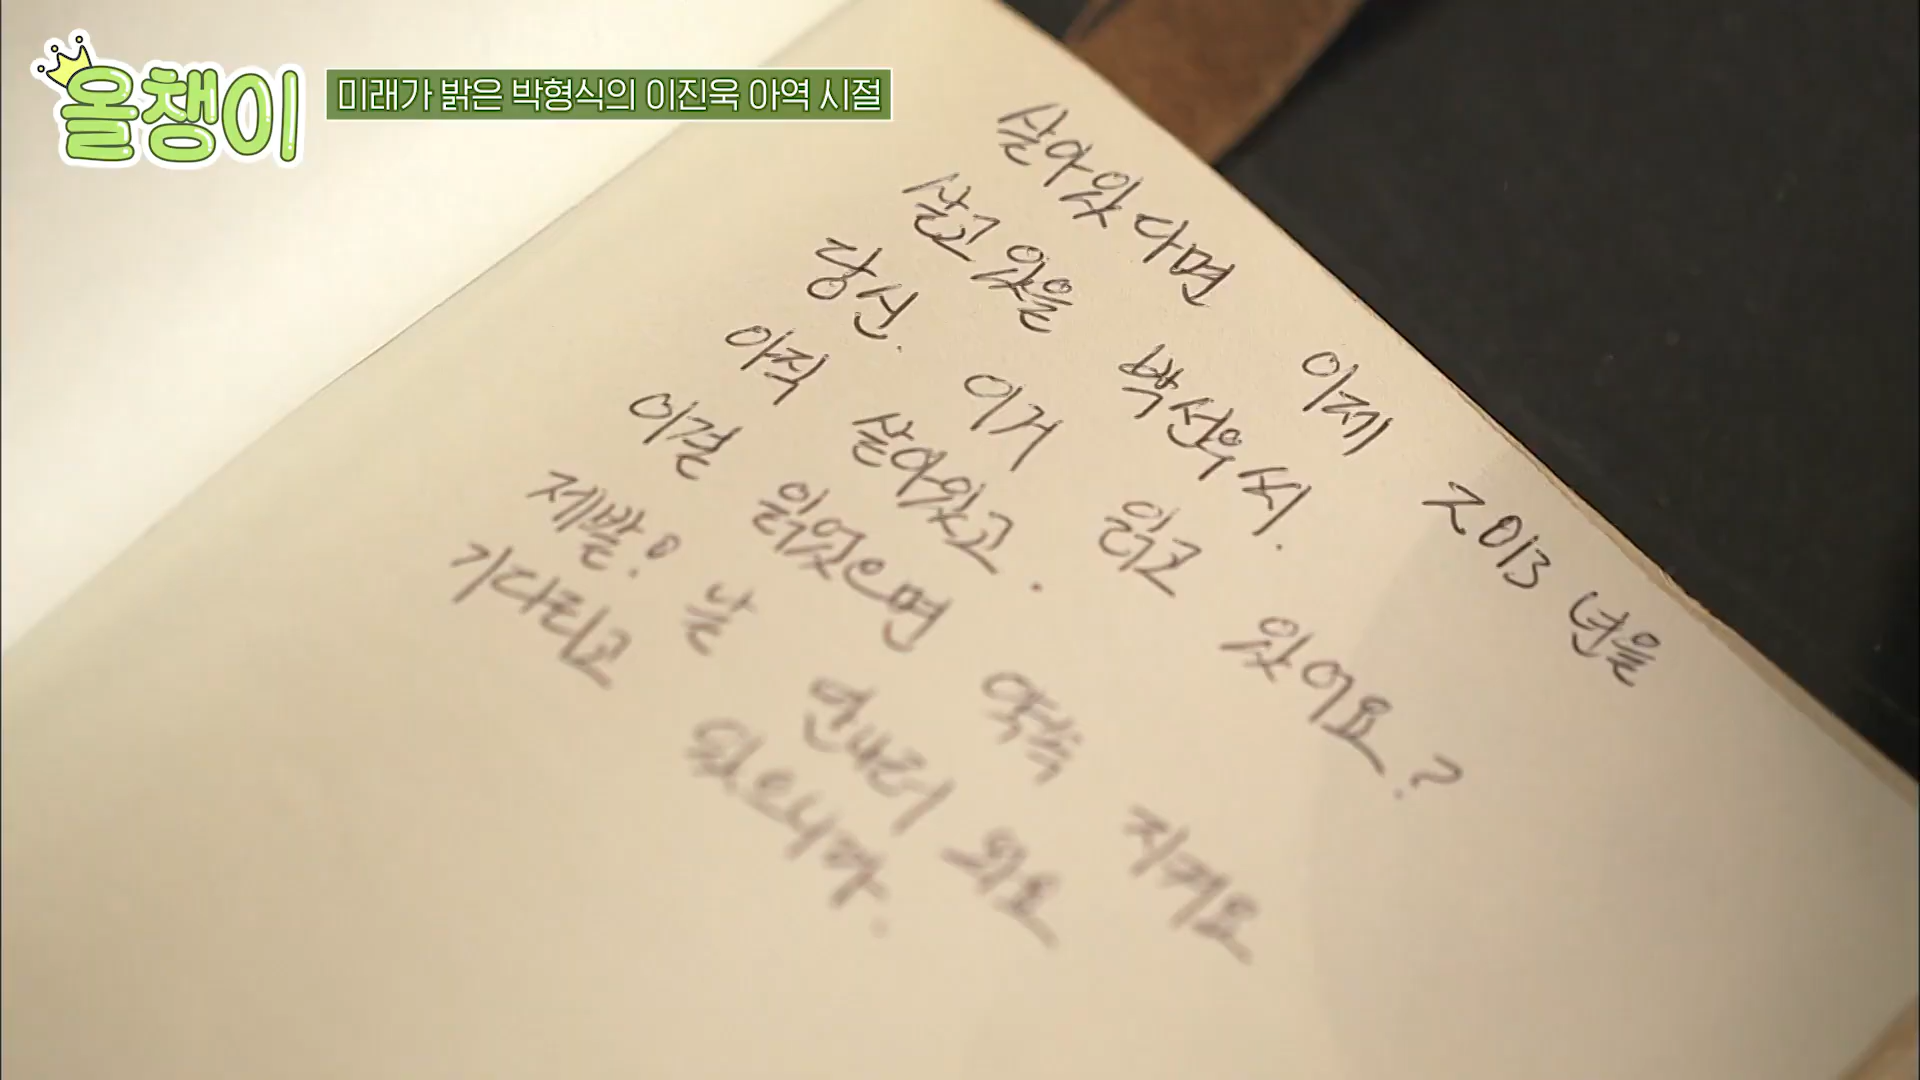 올챙이
미래가 밝은 박형식의 이진욱 아역 시절
살아있다면 이제 2013년을
살고있을 박선우씨.
당신. 이거 읽고 있어요?
아직 살아있고.
이걸 읽었으면 약속 지켜요
제발! 날 만나러 와요
기다리고 있으니까.